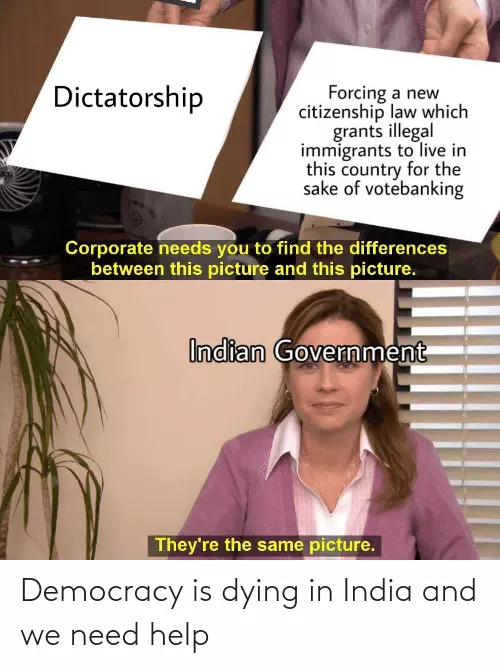 Dictatorship
Forcing a new
citizenship law which
grants illegal
immigrants to live in
this country for the
sake of votebanking
Corporate needs you to find the differences
between this picture and this picture.
Indian Government
They're the same picture.
Democracy is dying in India and
we need help